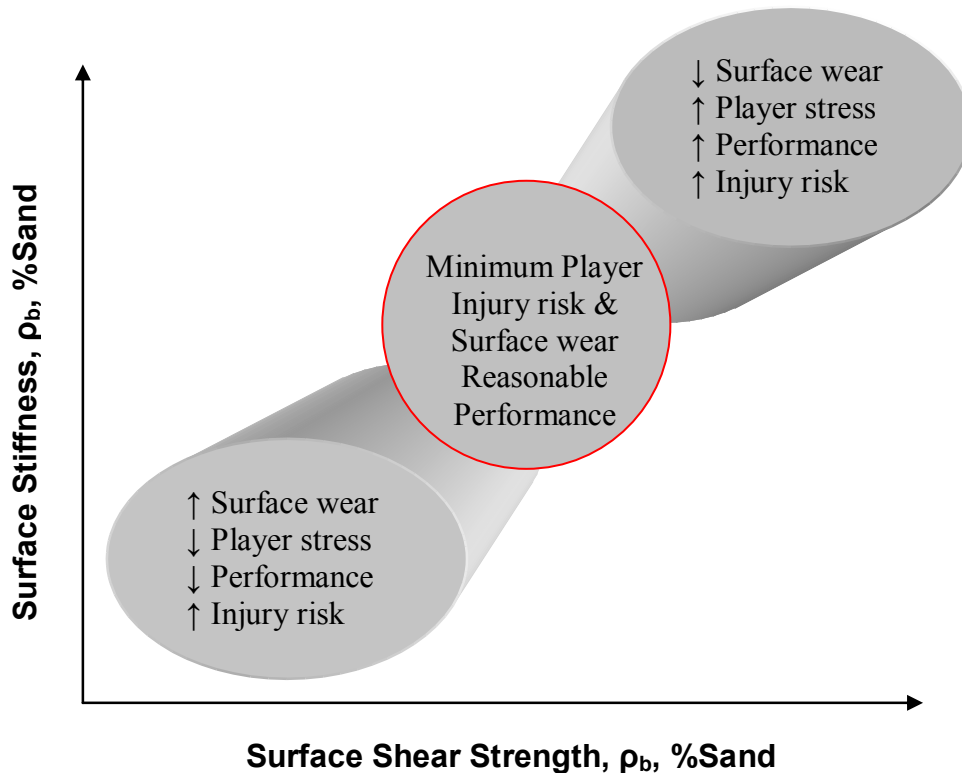 ↓ Surface wear
↑ Player stress
↑ Performance
↑ Injury risk
Minimum Player
Injury risk &
Surface wear
Reasonable
Performance
↑ Surface wear
↓ Player stress
↓ Performance
↑ Injury risk
Surface Stiffness, ρb, %Sand
Surface Shear Strength, ρb, %Sand